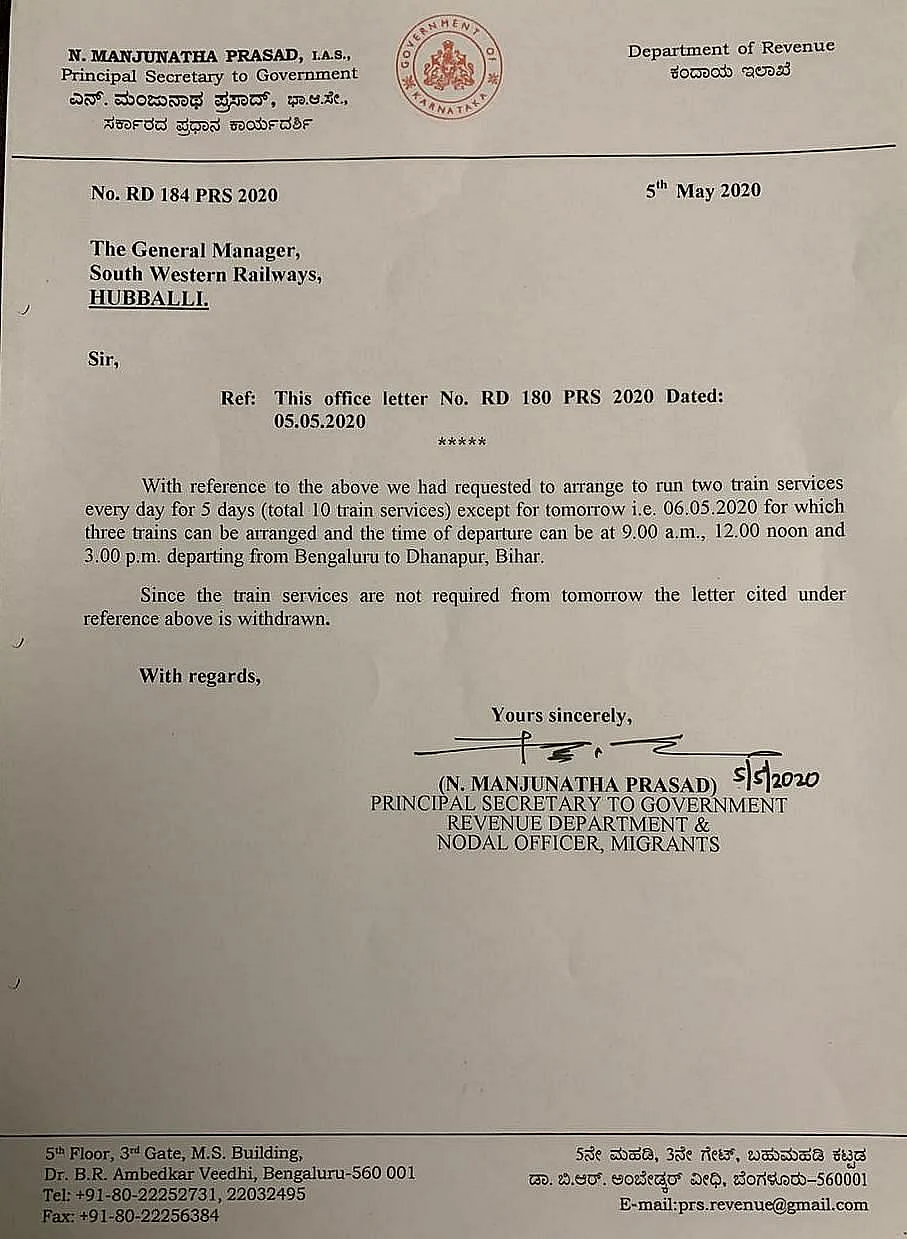 N. MANJUNATHA PRASAD, I.A.S.,
Principal Secretary to Government
ಎನ್. ಮಂಜುನಾಥ ಪ್ರಸಾದ್, ಭಾ.ಆ.ಸೇ.,
ಸರ್ಕಾರದ ಪ್ರಧಾನ ಕಾರ್ಯದರ್ಶಿ
GOVERNMENT OF
KARNATAKA
Department of Revenue
ಕಂದಾಯ ಇಲಾಖೆ
No. RD 184 PRS 2020
5th May 2020
The General Manager,
South Western Railways,
HUBBALLI.
Sir,
Ref: This office letter No. RD 180 PRS 2020 Dated:
05.05.2020
*****
With reference to the above we had requested to arrange to run two train services
every day for 5 days (total 10 train services) except for tomorrow i.e. 06.05.2020 for which
three trains can be arranged and the time of departure can be at 9.00 a.m., 12.00 noon and
3.00 p.m. departing from Bengaluru to Dhanapur, Bihar.
Since the train services are not required from tomorrow the letter cited under
reference above is withdrawn.
With regards,
Yours sincerely,
(N. MANJUNATHA PRASAD) 5/5/2020
PRINCIPAL SECRETARY TO GOVERNMENT
REVENUE DEPARTMENT &
NODAL OFFICER, MIGRANTS
5th Floor, 3rd Gate, M.S. Building,
Dr. B.R. Ambedkar Veedhi, Bengaluru-560 001
Tel: +91-80-22252731, 22032495
Fax: +91-80-22256384
5ನೇ ಮಹಡಿ, 3ನೇ ಗೇಟ್, ಬಹುಮಹಡಿ ಕಟ್ಟಡ
ಡಾ. ಬಿ.ಆರ್. ಅಂಬೇಡ್ಕರ್ ವೀಧಿ, ಬೆಂಗಳೂರು-560001
E-mail:prs.revenue@gmail.com